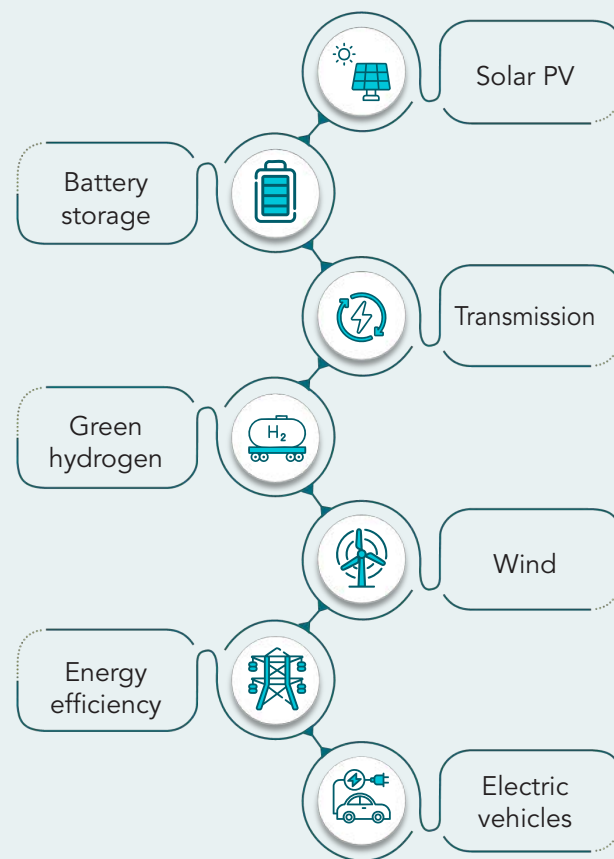 Solar PV
Battery
storage
Transmission
Green
hydrogen
H₂
Wind
Energy
efficiency
Electric
vehicles